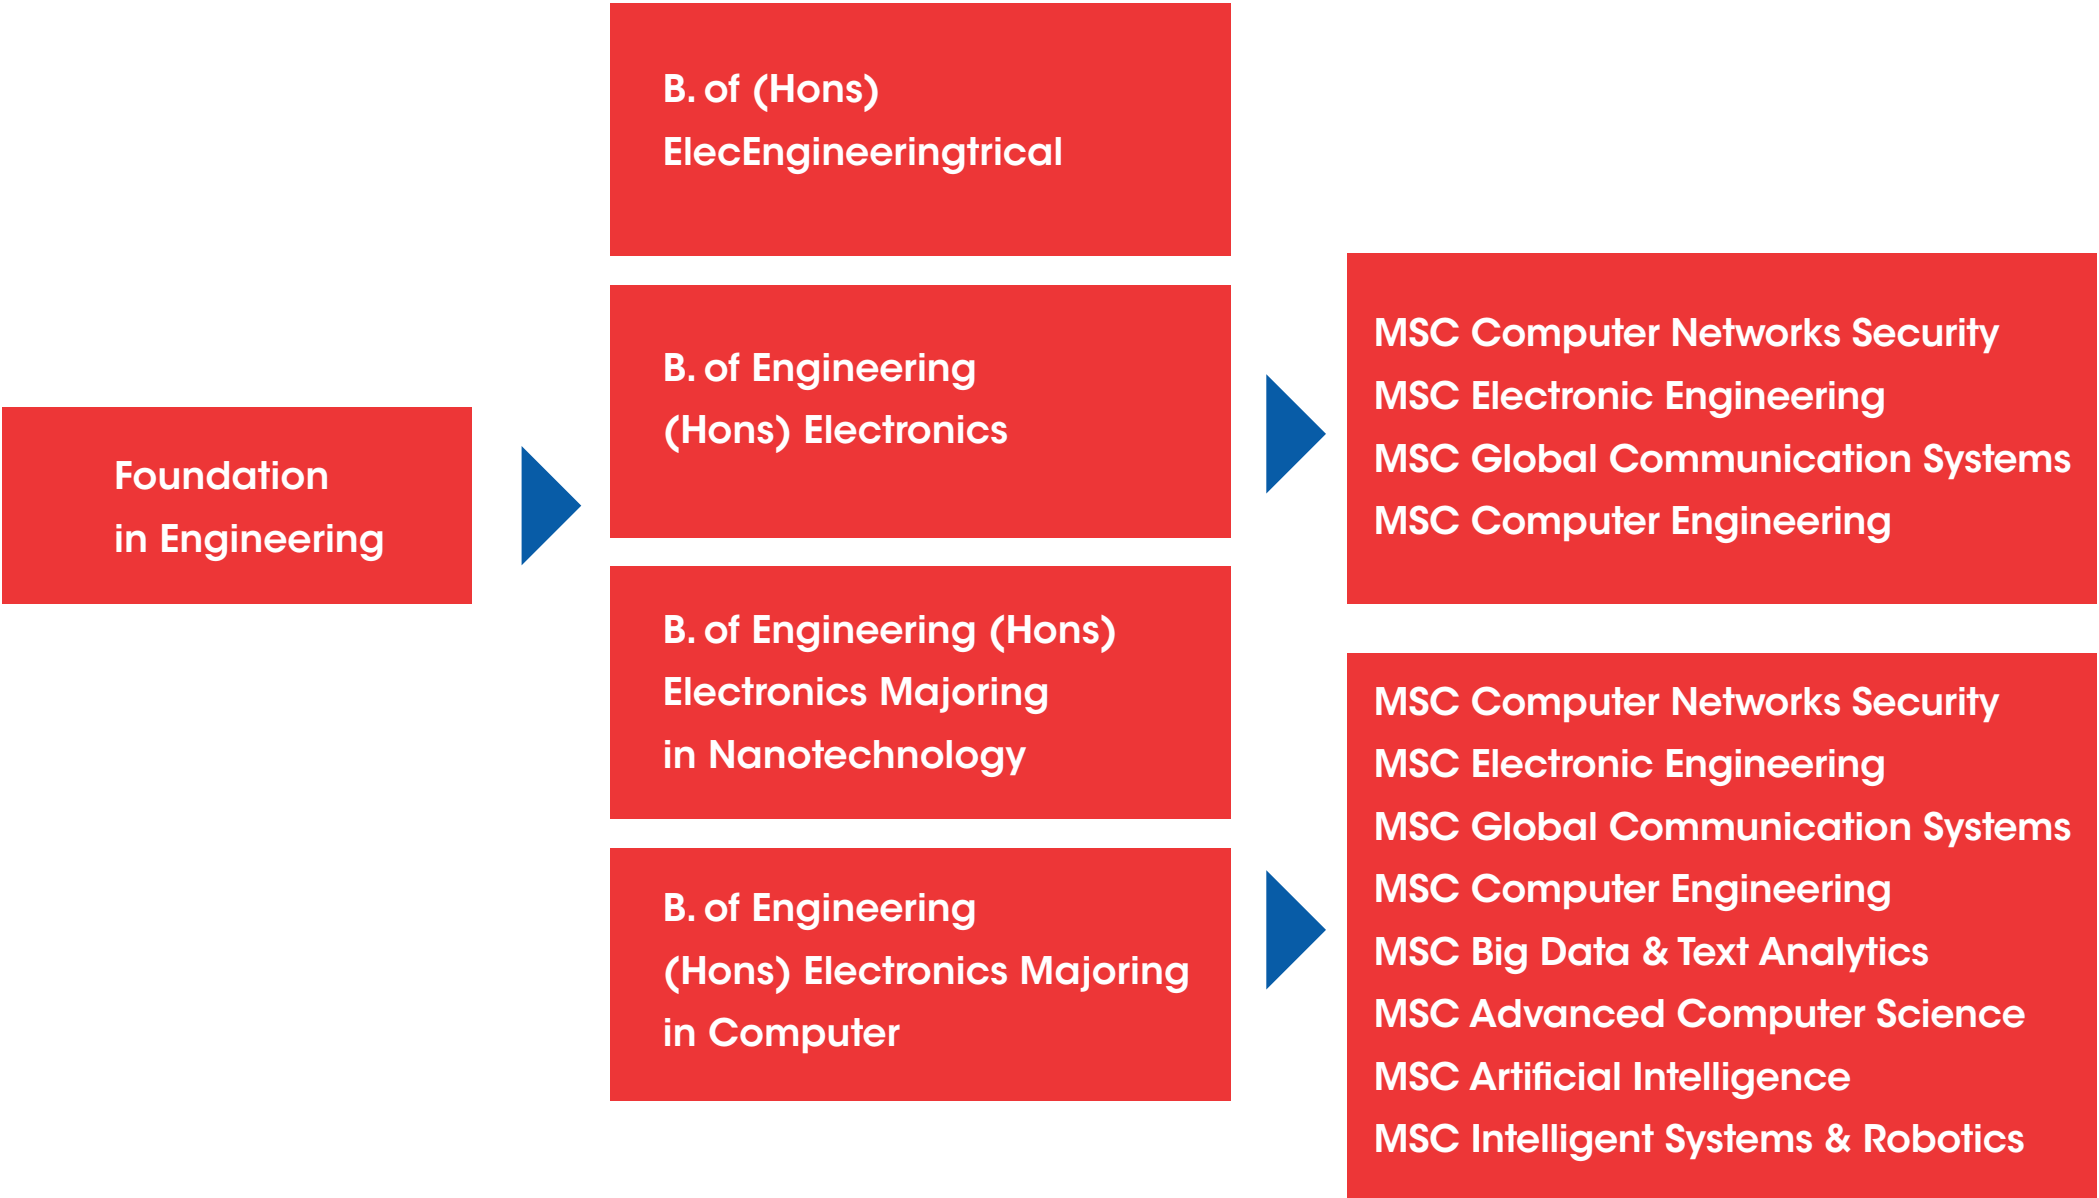 Foundation
in Engineering
B. of (Hons)
ElecEngineeringtrical
B. of Engineering
(Hons) Electronics
B. of Engineering (Hons)
Electronics Majoring
in Nanotechnology
B. of Engineering
(Hons) Electronics Majoring
in Computer
MSC Computer Networks Security
MSC Electronic Engineering
MSC Global Communication Systems
MSC Computer Engineering
MSC Computer Networks Security
MSC Electronic Engineering
MSC Global Communication Systems
MSC Computer Engineering
MSC Big Data & Text Analytics
MSC Advanced Computer Science
MSC Artificial Intelligence
MSC Intelligent Systems & Robotics